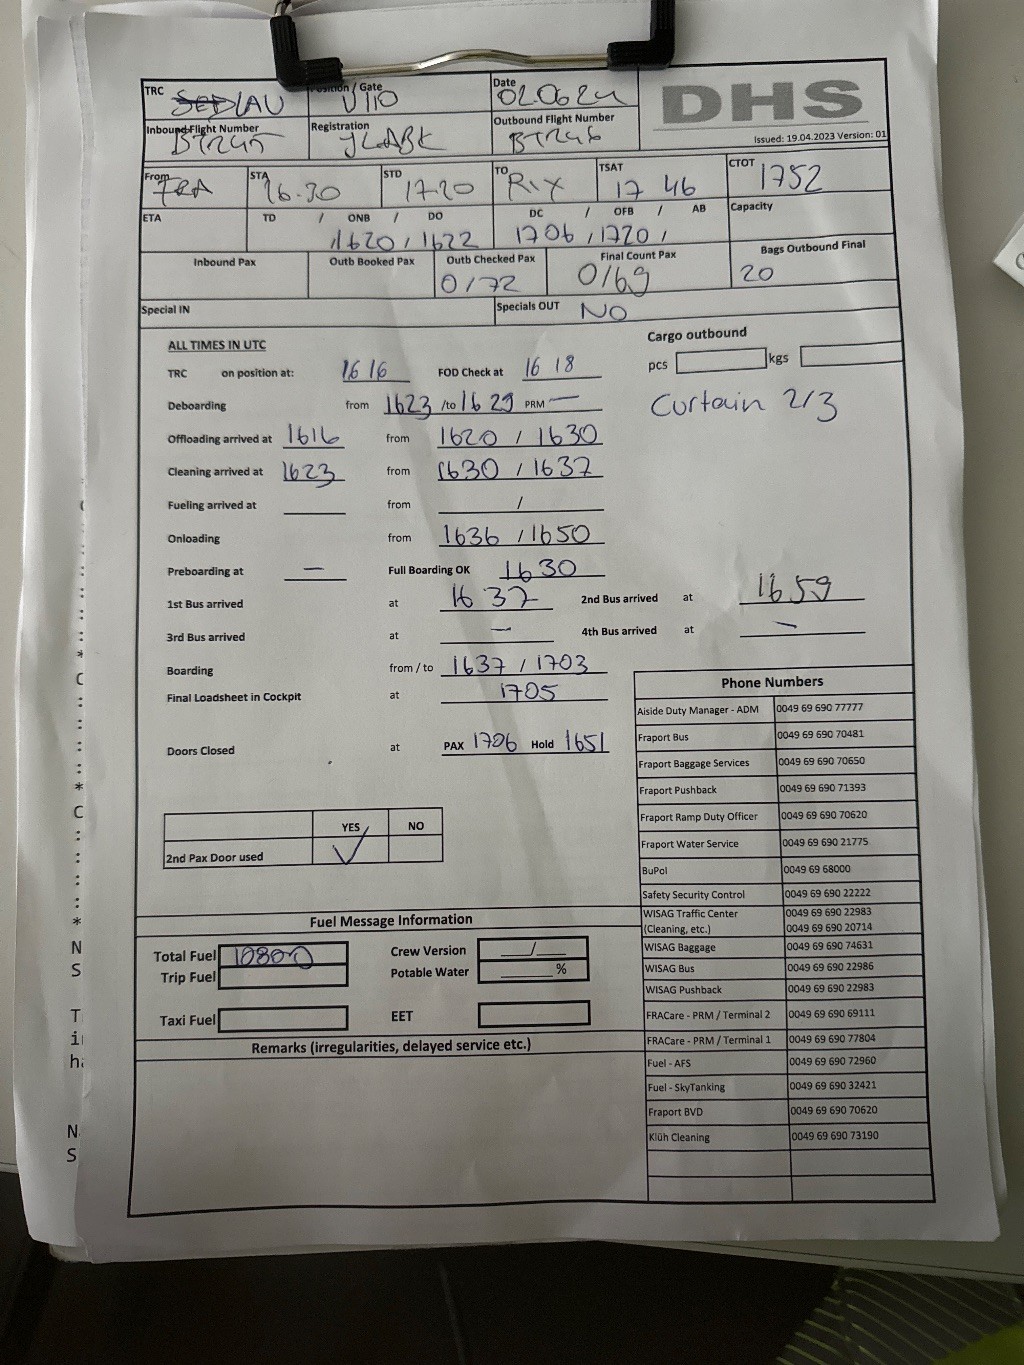 TRC SEDLAU Position / Gate V110 Date 02.06.24 DHS
Inbound Flight Number BT245 Registration YLABK Outbound Flight Number BT246
Issued: 19.04.2023 Version: 01
From FRA STA 16.30 STD 17.20 TO RIX TSAT 17 46 CTOT 1752
ETA TD / ONB / DO 1620 / 1622 DC / OFB / AB 1706 / 1720 / Capacity
Inbound Pax Outb Booked Pax Outb Checked Pax 0/72 Final Count Pax 0/69 Bags Outbound Final 20
Special IN Specials OUT NO
ALL TIMES IN UTC Cargo outbound
TRC on position at: 16 16 FOD Check at 16 18 pcs kgs
Deboarding from 1623 /to 1629 PRM — Curtain 2/3
Offloading arrived at 1616 from 1620 / 1630
Cleaning arrived at 1623 from 1630 / 1637
Fueling arrived at from /
Onloading from 1636 / 1650
Preboarding at — Full Boarding OK 1630
1st Bus arrived at 16 37 2nd Bus arrived at 1659
3rd Bus arrived at — 4th Bus arrived at —
Boarding from / to 1637 / 1703
Final Loadsheet in Cockpit at 1705
Doors Closed at PAX 1706 Hold 1651
YES NO
2nd Pax Door used ✓
Fuel Message Information
Total Fuel 10800 Crew Version /
Trip Fuel Potable Water %
Taxi Fuel EET
Remarks (irregularities, delayed service etc.)
Phone Numbers
Aiside Duty Manager - ADM 0049 69 690 77777
Fraport Bus 0049 69 690 70481
Fraport Baggage Services 0049 69 690 70650
Fraport Pushback 0049 69 690 71393
Fraport Ramp Duty Officer 0049 69 690 70620
Fraport Water Service 0049 69 690 21775
BuPol 0049 69 68000
Safety Security Control 0049 69 690 22222
WISAG Traffic Center 0049 69 690 22983
(Cleaning, etc.) 0049 69 690 20714
WISAG Baggage 0049 69 690 74631
WISAG Bus 0049 69 690 22986
WISAG Pushback 0049 69 690 22983
FRACare - PRM / Terminal 2 0049 69 690 69111
FRACare - PRM / Terminal 1 0049 69 690 77804
Fuel - AFS 0049 69 690 72960
Fuel - SkyTanking 0049 69 690 32421
Fraport BVD 0049 69 690 70620
Klüh Cleaning 0049 69 690 73190